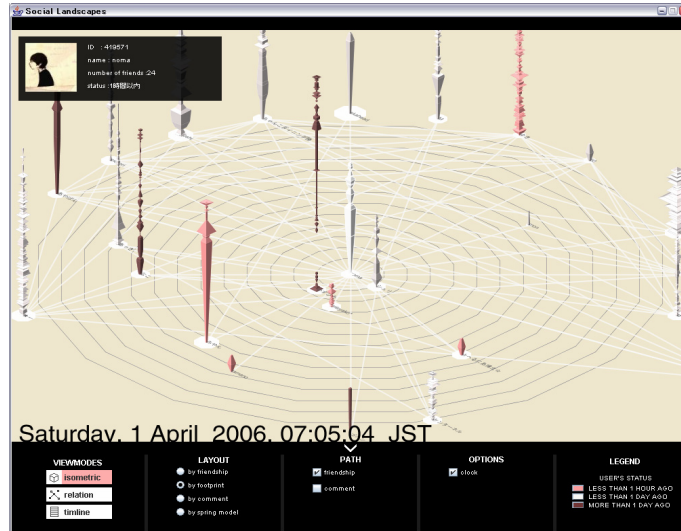 Social Landscapes
ID : 419571
name : noma
number of friends :24
status :1時間以内
Saturday, 1 April 2006, 07:05:04 JST
VIEWMODES
isometric
relation
timline
LAYOUT
by friendship
by footprint
by comment
by spring model
PATH
friendship
comment
OPTIONS
clock
LEGEND
USER'S STATUS
LESS THAN 1 HOUR AGO
LESS THAN 1 DAY AGO
MORE THAN 1 DAY AGO